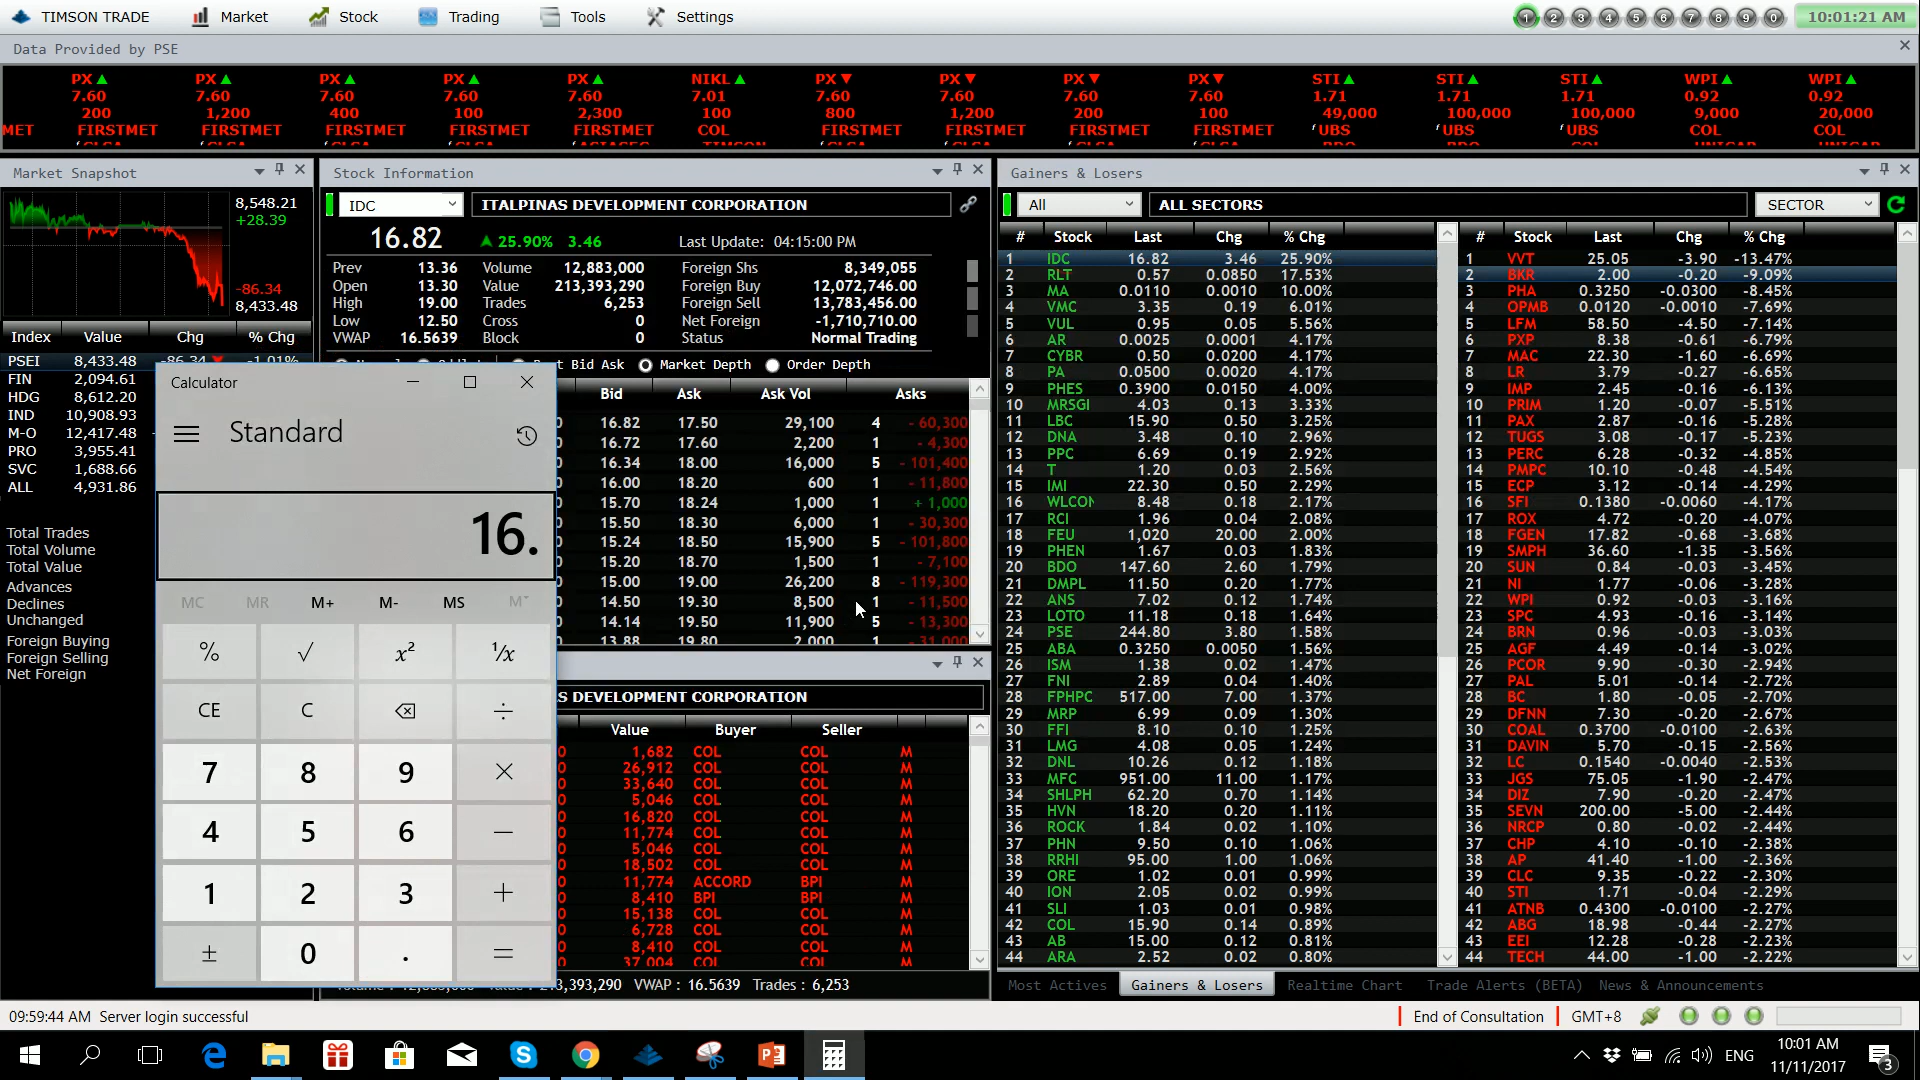 TIMSON TRADE Market Stock Trading Tools Settings 1 2 3 4 5 6 7 8 9 0 10:01:21 AM
Data Provided by PSE
PX PX PX PX PX NIKL PX PX PX PX STI STI STI WPI WPI
7.60 7.60 7.60 7.60 7.60 7.01 7.60 7.60 7.60 7.60 1.71 1.71 1.71 0.92 0.92
200 1,200 400 100 2,300 100 800 1,200 200 100 49,000 100,000 100,000 9,000 20,000
MET FIRSTMET FIRSTMET FIRSTMET FIRSTMET FIRSTMET COL FIRSTMET FIRSTMET FIRSTMET FIRSTMET UBS UBS UBS COL COL
Market Snapshot
8,548.21
+28.39
-86.34
8,433.48
Index Value Chg % Chg
PSEI 8,433.48 -86.34 -1.01%
FIN 2,094.61
HDG 8,612.20
IND 10,908.93
M-O 12,417.48
PRO 3,955.41
SVC 1,688.66
ALL 4,931.86
Total Trades
Total Volume
Total Value
Advances
Declines
Unchanged
Foreign Buying
Foreign Selling
Net Foreign
Calculator
Standard
16.
MC MR M+ M- MS
% √ x² ¹/x
CE C ÷
7 8 9 ×
4 5 6 −
1 2 3 +
± 0 . =
Stock Information
IDC ITALPINAS DEVELOPMENT CORPORATION
16.82 25.90% 3.46 Last Update: 04:15:00 PM
Prev 13.36 Volume 12,883,000 Foreign Shs 8,349,055
Open 13.30 Value 213,393,290 Foreign Buy 12,072,746.00
High 19.00 Trades 6,253 Foreign Sell 13,783,456.00
Low 12.50 Cross 0 Net Foreign -1,710,710.00
VWAP 16.5639 Block 0 Status Normal Trading
Bid Ask Market Depth Order Depth
Bid Ask Ask Vol Asks
16.82 17.50 29,100 4 - 60,300
16.72 17.60 2,200 1 - 4,300
16.34 18.00 16,000 5 - 101,400
16.00 18.20 600 1 - 11,800
15.70 18.24 1,000 1 + 1,000
15.50 18.30 6,000 1 - 30,300
15.24 18.50 15,900 5 - 101,800
15.20 18.70 1,500 1 - 7,100
15.00 19.00 26,200 8 - 119,300
14.50 19.30 8,500 1 - 11,500
14.14 19.50 11,900 5 - 13,300
13.88 19.80 2,000 1 - 31,000
S DEVELOPMENT CORPORATION
Value Buyer Seller
1,682 COL COL M
26,912 COL COL M
33,640 COL COL M
5,046 COL COL M
16,820 COL COL M
11,774 COL COL M
5,046 COL COL M
18,502 COL COL M
11,774 ACCORD BPI M
8,410 BPI BPI M
15,138 COL COL M
6,728 COL COL M
8,410 COL COL M
37,004 COL COL M
VWAP : 16.5639 Trades : 6,253
Gainers & Losers
All ALL SECTORS SECTOR
# Stock Last Chg % Chg # Stock Last Chg % Chg
1 IDC 16.82 3.46 25.90% 1 VVT 25.05 -3.90 -13.47%
2 RLT 0.57 0.0850 17.53% 2 BKR 2.00 -0.20 -9.09%
3 MA 0.0110 0.0010 10.00% 3 PHA 0.3250 -0.0300 -8.45%
4 VMC 3.35 0.19 6.01% 4 OPMB 0.0120 -0.0010 -7.69%
5 VUL 0.95 0.05 5.56% 5 LFM 58.50 -4.50 -7.14%
6 AR 0.0025 0.0001 4.17% 6 PXP 8.38 -0.61 -6.79%
7 CYBR 0.50 0.0200 4.17% 7 MAC 22.30 -1.60 -6.69%
8 PA 0.0500 0.0020 4.17% 8 LR 3.79 -0.27 -6.65%
9 PHES 0.3900 0.0150 4.00% 9 IMP 2.45 -0.16 -6.13%
10 MRSGI 4.03 0.13 3.33% 10 PRIM 1.20 -0.07 -5.51%
11 LBC 15.90 0.50 3.25% 11 PAX 2.87 -0.16 -5.28%
12 DNA 3.48 0.10 2.96% 12 TUGS 3.08 -0.17 -5.23%
13 PPC 6.69 0.19 2.92% 13 PERC 6.28 -0.32 -4.85%
14 T 1.20 0.03 2.56% 14 PMPC 10.10 -0.48 -4.54%
15 IMI 22.30 0.50 2.29% 15 ECP 3.12 -0.14 -4.29%
16 WLCON 8.48 0.18 2.17% 16 SFI 0.1380 -0.0060 -4.17%
17 RCI 1.96 0.04 2.08% 17 ROX 4.72 -0.20 -4.07%
18 FEU 1,020 20.00 2.00% 18 FGEN 17.82 -0.68 -3.68%
19 PHEN 1.67 0.03 1.83% 19 SMPH 36.60 -1.35 -3.56%
20 BDO 147.60 2.60 1.79% 20 SUN 0.84 -0.03 -3.45%
21 DMPL 11.50 0.20 1.77% 21 NI 1.77 -0.06 -3.28%
22 ANS 7.02 0.12 1.74% 22 WPI 0.92 -0.03 -3.16%
23 LOTO 11.18 0.18 1.64% 23 SPC 4.93 -0.16 -3.14%
24 PSE 244.80 3.80 1.58% 24 BRN 0.96 -0.03 -3.03%
25 ABA 0.3250 0.0050 1.56% 25 AGF 4.49 -0.14 -3.02%
26 ISM 1.38 0.02 1.47% 26 PCOR 9.90 -0.30 -2.94%
27 FNI 2.89 0.04 1.40% 27 PAL 5.01 -0.14 -2.72%
28 FPHPC 517.00 7.00 1.37% 28 BC 1.80 -0.05 -2.70%
29 MRP 6.99 0.09 1.30% 29 DFNN 7.30 -0.20 -2.67%
30 FFI 8.10 0.10 1.25% 30 COAL 0.3700 -0.0100 -2.63%
31 LMG 4.08 0.05 1.24% 31 DAVIN 5.70 -0.15 -2.56%
32 DNL 10.26 0.12 1.18% 32 LC 0.1540 -0.0040 -2.53%
33 MFC 951.00 11.00 1.17% 33 JGS 75.05 -1.90 -2.47%
34 SHLPH 62.20 0.70 1.14% 34 DIZ 7.90 -0.20 -2.47%
35 HVN 18.20 0.20 1.11% 35 SEVN 200.00 -5.00 -2.44%
36 ROCK 1.84 0.02 1.10% 36 NRCP 0.80 -0.02 -2.44%
37 PHN 9.50 0.10 1.06% 37 CHP 4.10 -0.10 -2.38%
38 RRHI 95.00 1.00 1.06% 38 AP 41.40 -1.00 -2.36%
39 ORE 1.02 0.01 0.99% 39 CLC 9.35 -0.22 -2.30%
40 ION 2.05 0.02 0.99% 40 STI 1.71 -0.04 -2.29%
41 SLI 1.03 0.01 0.98% 41 ATNB 0.4300 -0.0100 -2.27%
42 COL 15.90 0.14 0.89% 42 ABG 18.98 -0.44 -2.27%
43 AB 15.00 0.12 0.81% 43 EEI 12.28 -0.28 -2.23%
44 ARA 2.52 0.02 0.80% 44 TECH 44.00 -1.00 -2.22%
Most Actives Gainers & Losers Realtime Chart Trade Alerts (BETA) News & Announcements
09:59:44 AM Server login successful End of Consultation GMT+8
ENG 10:01 AM
11/11/2017 3